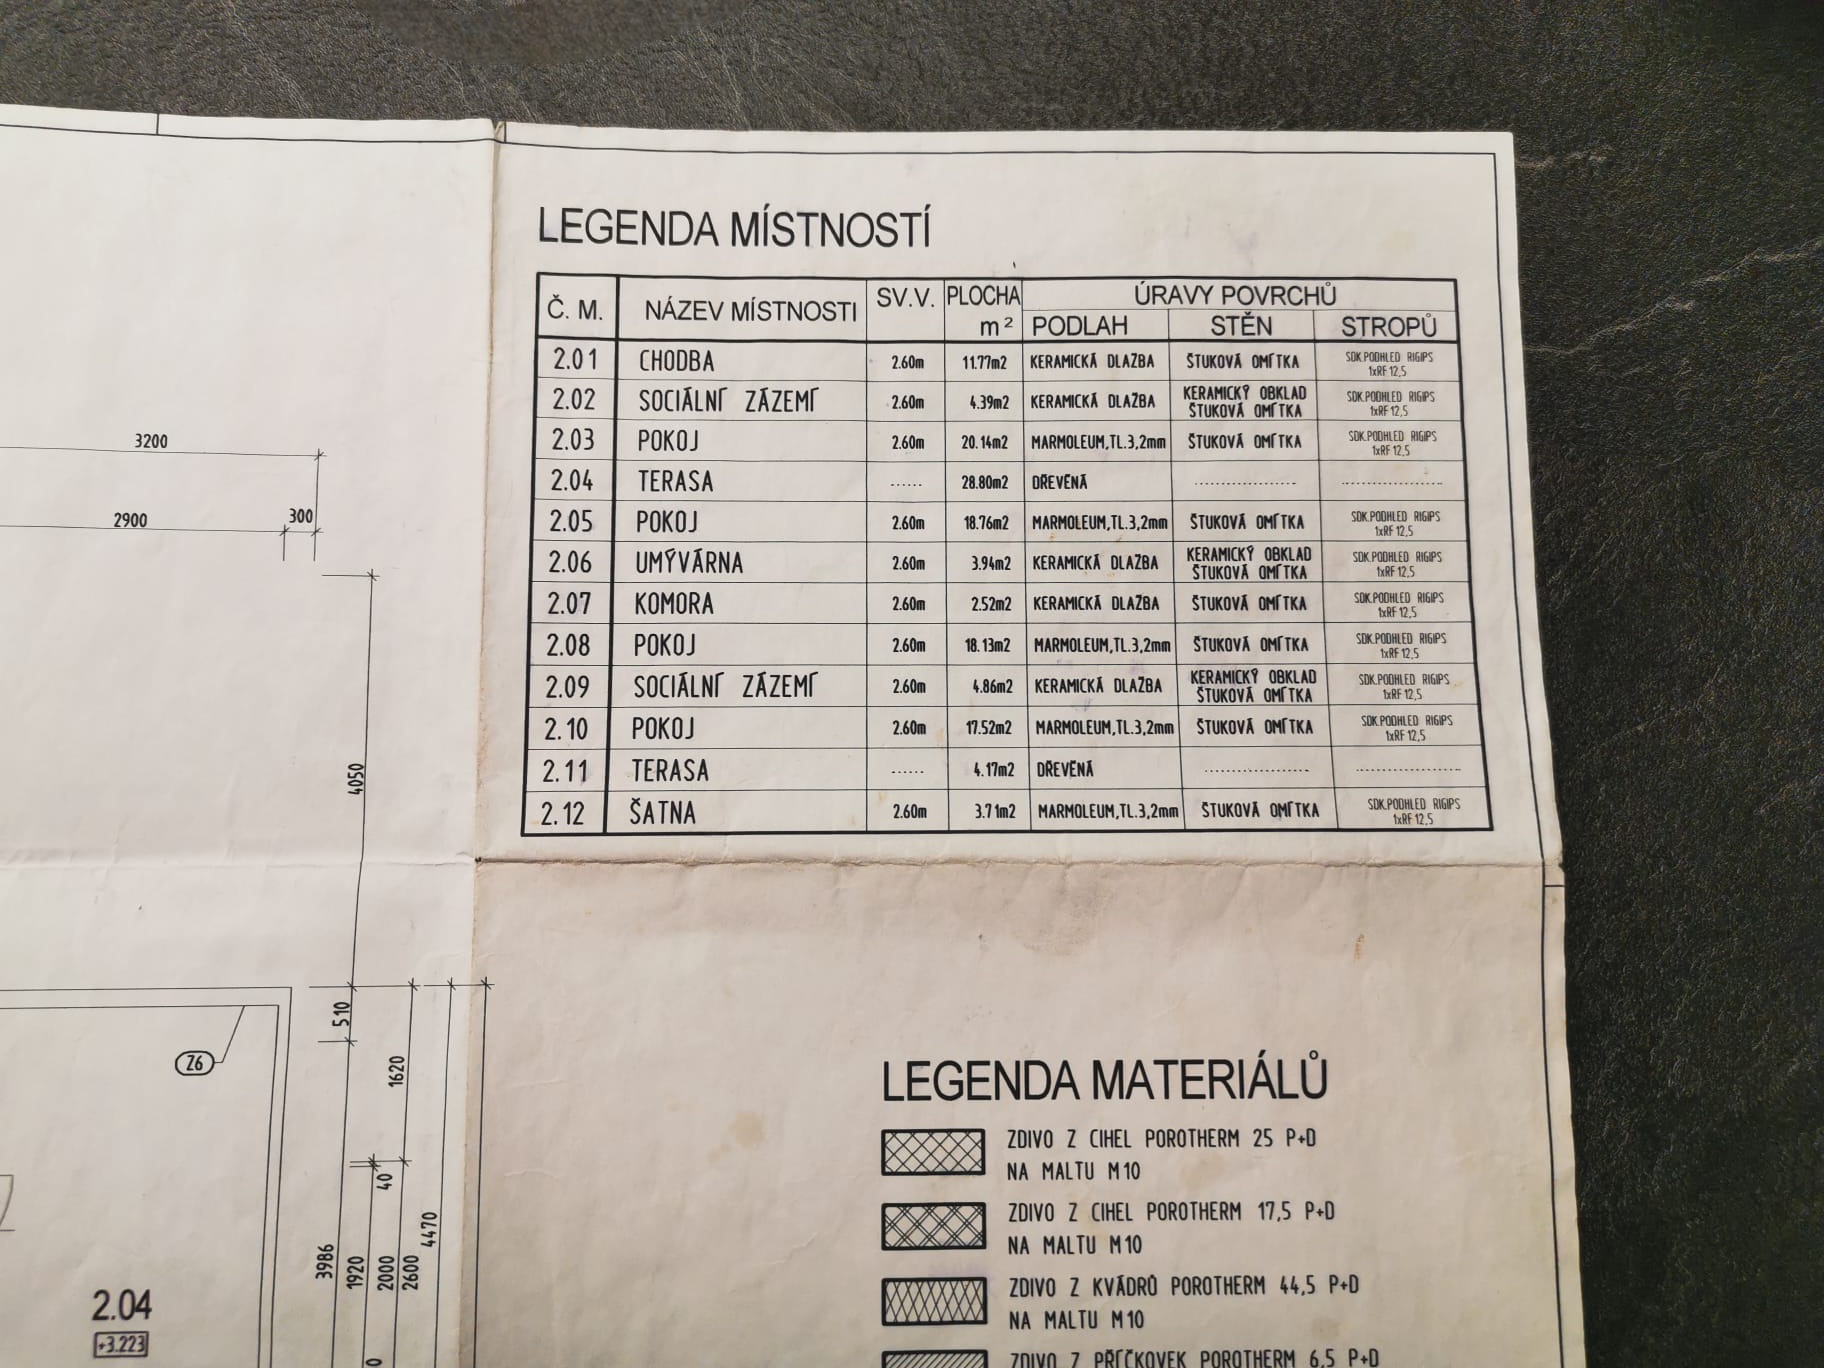 LEGENDA MÍSTNOSTÍ
Č. M. NÁZEV MÍSTNOSTI SV.V. PLOCHA m² ÚRAVY POVRCHŮ
PODLAH STĚN STROPŮ
2.01 CHODBA 2.60m 11.77m2 KERAMICKÁ DLAŽBA ŠTUKOVÁ OMÍTKA SDK.PODHLED RIGIPS 1xRF 12,5
2.02 SOCIÁLNÍ ZÁZEMÍ 2.60m 4.39m2 KERAMICKÁ DLAŽBA KERAMICKÝ OBKLAD ŠTUKOVÁ OMÍTKA SDK.PODHLED RIGIPS 1xRF 12,5
2.03 POKOJ 2.60m 20.14m2 MARMOLEUM,TL.3,2mm ŠTUKOVÁ OMÍTKA SDK.PODHLED RIGIPS 1xRF 12,5
2.04 TERASA ...... 28.80m2 DŘEVĚNÁ .................... ....................
2.05 POKOJ 2.60m 18.76m2 MARMOLEUM,TL.3,2mm ŠTUKOVÁ OMÍTKA SDK.PODHLED RIGIPS 1xRF 12,5
2.06 UMÝVÁRNA 2.60m 3.94m2 KERAMICKÁ DLAŽBA KERAMICKÝ OBKLAD ŠTUKOVÁ OMÍTKA SDK.PODHLED RIGIPS 1xRF 12,5
2.07 KOMORA 2.60m 2.52m2 KERAMICKÁ DLAŽBA ŠTUKOVÁ OMÍTKA SDK.PODHLED RIGIPS 1xRF 12,5
2.08 POKOJ 2.60m 18.13m2 MARMOLEUM,TL.3,2mm ŠTUKOVÁ OMÍTKA SDK.PODHLED RIGIPS 1xRF 12,5
2.09 SOCIÁLNÍ ZÁZEMÍ 2.60m 4.86m2 KERAMICKÁ DLAŽBA KERAMICKÝ OBKLAD ŠTUKOVÁ OMÍTKA SDK.PODHLED RIGIPS 1xRF 12,5
2.10 POKOJ 2.60m 17.52m2 MARMOLEUM,TL.3,2mm ŠTUKOVÁ OMÍTKA SDK.PODHLED RIGIPS 1xRF 12,5
2.11 TERASA ...... 4.17m2 DŘEVĚNÁ .................... ....................
2.12 ŠATNA 2.60m 3.71m2 MARMOLEUM,TL.3,2mm ŠTUKOVÁ OMÍTKA SDK.PODHLED RIGIPS 1xRF 12,5
3200
2900 300
4050
510
Z6
1620
40
4470
3986
1920
2000
2600
2.04
+3.223
LEGENDA MATERIÁLŮ
ZDIVO Z CIHEL POROTHERM 25 P+D
NA MALTU M10
ZDIVO Z CIHEL POROTHERM 17,5 P+D
NA MALTU M10
ZDIVO Z KVÁDRŮ POROTHERM 44,5 P+D
NA MALTU M10
ZDIVO Z PŘÍČKOVEK POROTHERM 6,5 P+D